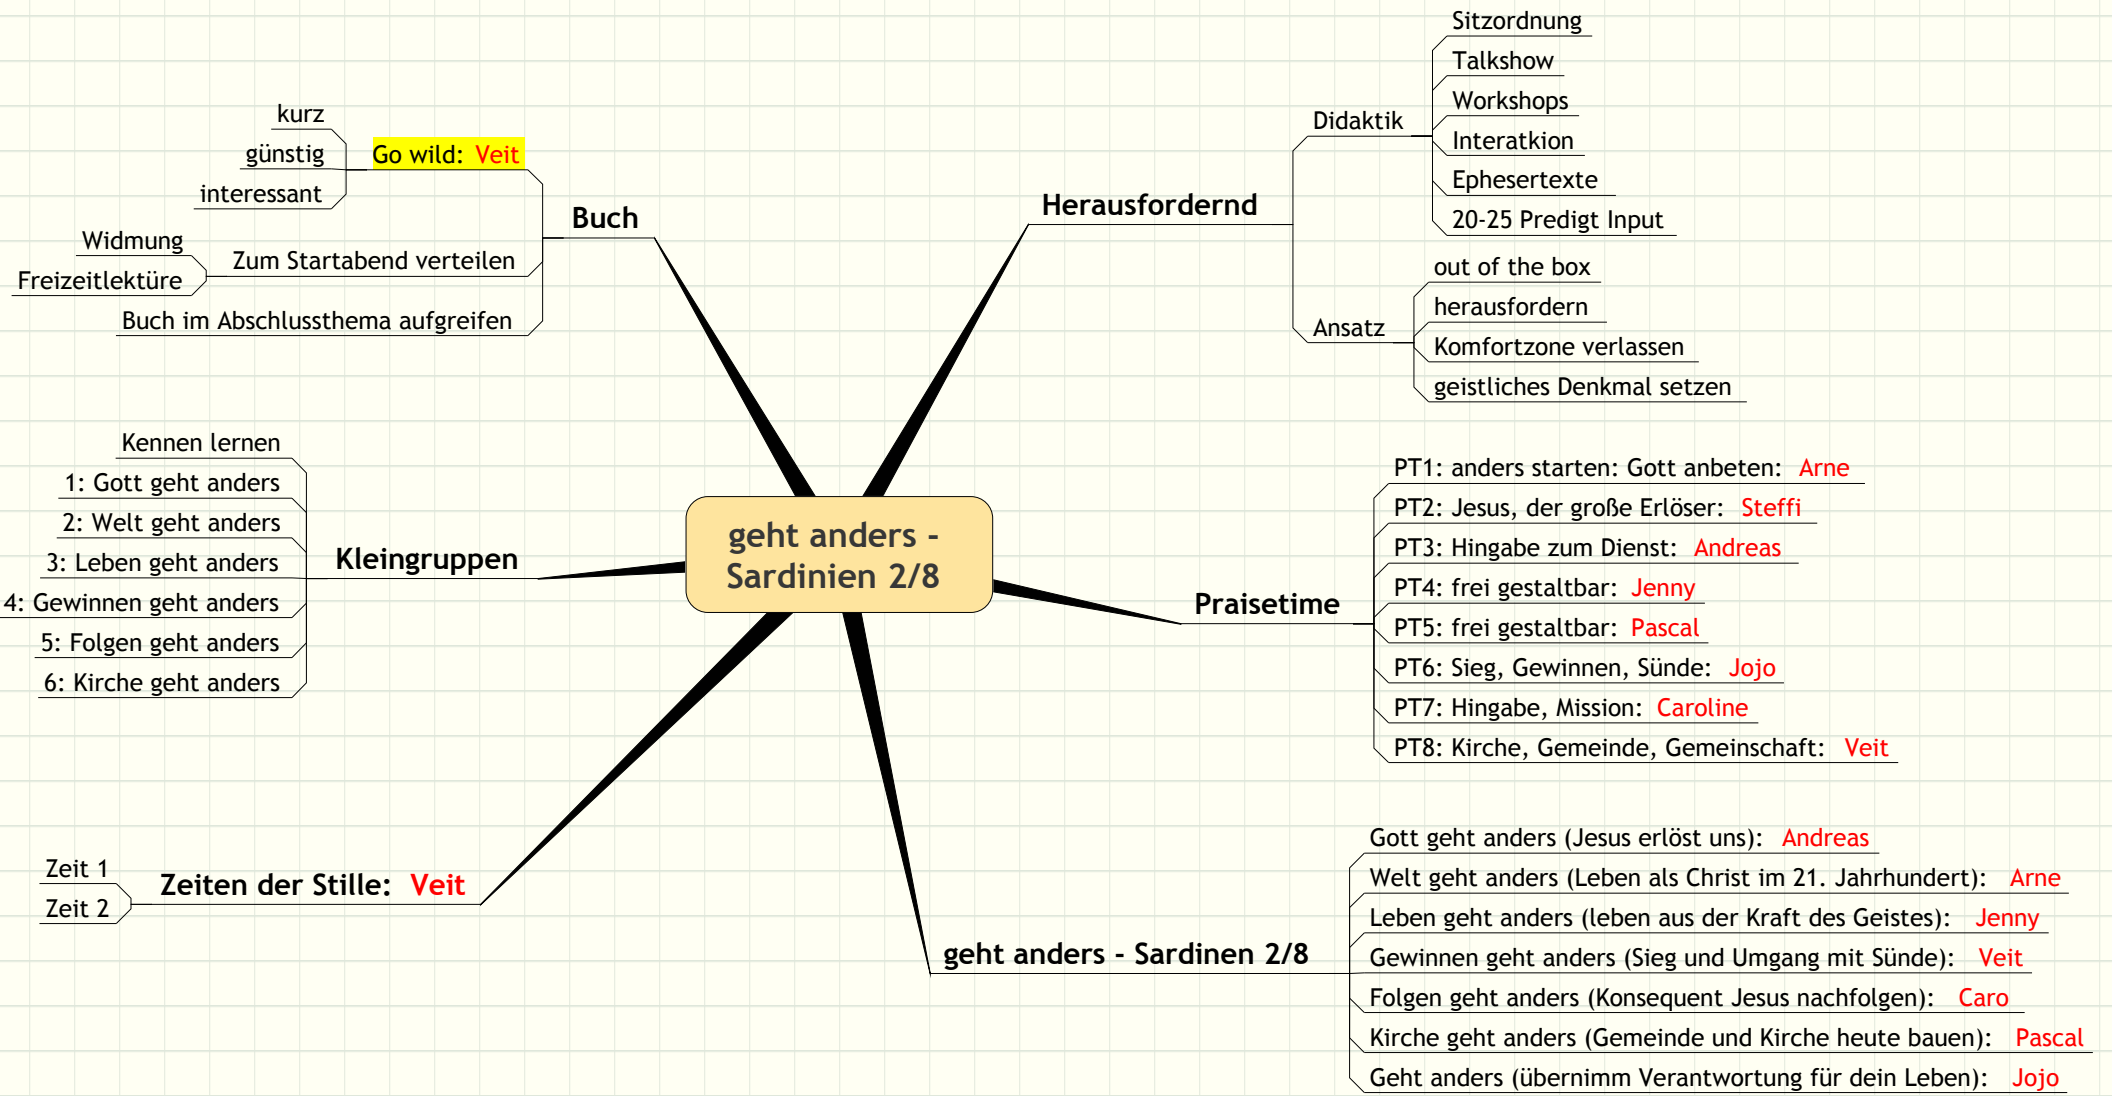 geht anders -
Sardinien 2/8
Buch
Go wild: Veit
kurz
günstig
interessant
Zum Startabend verteilen
Widmung
Freizeitlektüre
Buch im Abschlussthema aufgreifen
Kleingruppen
Kennen lernen
1: Gott geht anders
2: Welt geht anders
3: Leben geht anders
4: Gewinnen geht anders
5: Folgen geht anders
6: Kirche geht anders
Zeiten der Stille: Veit
Zeit 1
Zeit 2
Herausfordernd
Didaktik
Sitzordnung
Talkshow
Workshops
Interatkion
Ephesertexte
20-25 Predigt Input
Ansatz
out of the box
herausfordern
Komfortzone verlassen
geistliches Denkmal setzen
Praisetime
PT1: anders starten: Gott anbeten: Arne
PT2: Jesus, der große Erlöser: Steffi
PT3: Hingabe zum Dienst: Andreas
PT4: frei gestaltbar: Jenny
PT5: frei gestaltbar: Pascal
PT6: Sieg, Gewinnen, Sünde: Jojo
PT7: Hingabe, Mission: Caroline
PT8: Kirche, Gemeinde, Gemeinschaft: Veit
geht anders - Sardinen 2/8
Gott geht anders (Jesus erlöst uns): Andreas
Welt geht anders (Leben als Christ im 21. Jahrhundert): Arne
Leben geht anders (leben aus der Kraft des Geistes): Jenny
Gewinnen geht anders (Sieg und Umgang mit Sünde): Veit
Folgen geht anders (Konsequent Jesus nachfolgen): Caro
Kirche geht anders (Gemeinde und Kirche heute bauen): Pascal
Geht anders (übernimm Verantwortung für dein Leben): Jojo